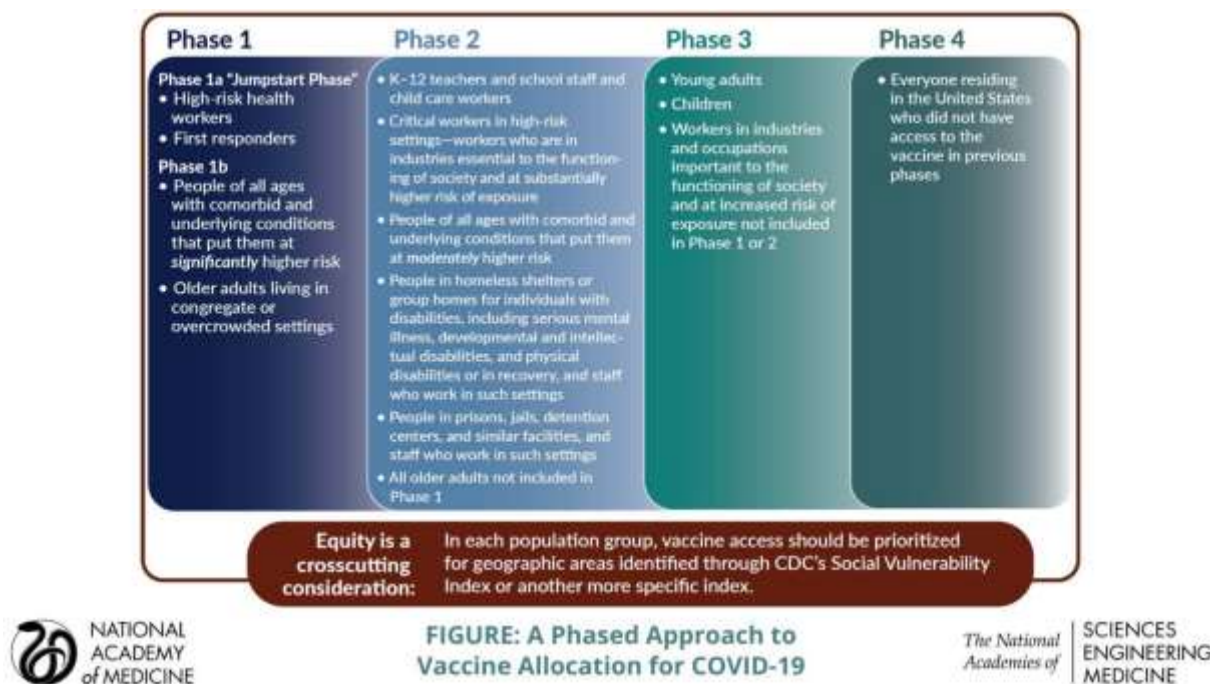 Phase 1
Phase 1a "Jumpstart Phase"
• High-risk health
workers
• First responders
Phase 1b
• People of all ages
with comorbid and
underlying conditions
that put them at
significantly higher risk
• Older adults living in
congregate or
overcrowded settings
Phase 2
• K–12 teachers and school staff and
child care workers
• Critical workers in high-risk
settings—workers who are in
industries essential to the function-
ing of society and at substantially
higher risk of exposure
• People of all ages with comorbid and
underlying conditions that put them
at moderately higher risk
• People in homeless shelters or
group homes for individuals with
disabilities, including serious mental
illness, developmental and intellec-
tual disabilities, and physical
disabilities or in recovery, and staff
who work in such settings
• People in prisons, jails, detention
centers, and similar facilities, and
staff who work in such settings
• All older adults not included in
Phase 1
Phase 3
• Young adults
• Children
• Workers in industries
and occupations
important to the
functioning of society
and at increased risk of
exposure not included
in Phase 1 or 2
Phase 4
• Everyone residing
in the United States
who did not have
access to the
vaccine in previous
phases
Equity is a
crosscutting
consideration:
In each population group, vaccine access should be prioritized
for geographic areas identified through CDC's Social Vulnerability
Index or another more specific index.
NATIONAL
ACADEMY
of MEDICINE
FIGURE: A Phased Approach to
Vaccine Allocation for COVID-19
The National
Academies of
SCIENCES
ENGINEERING
MEDICINE